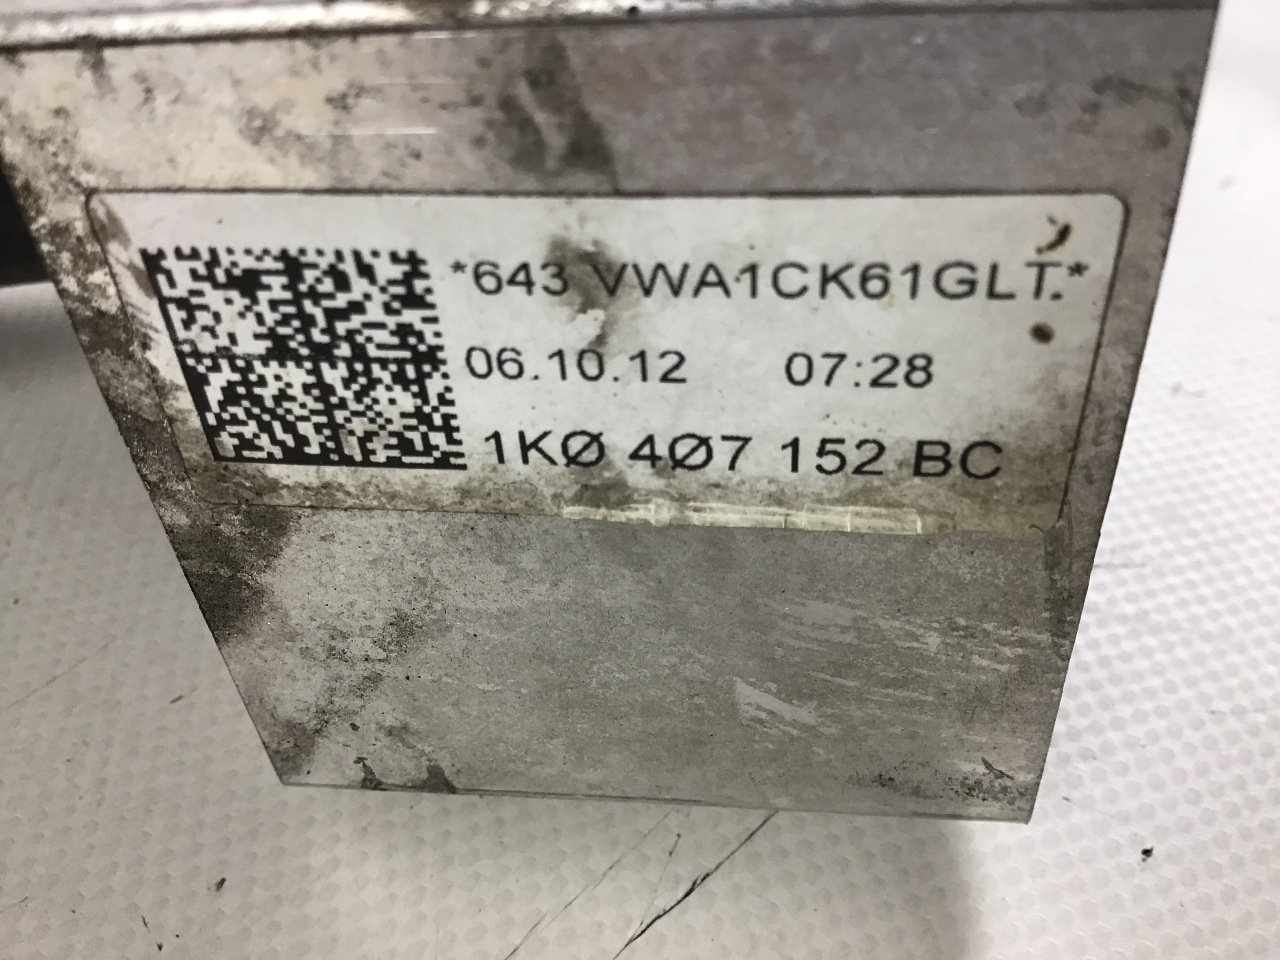 *643 VWA1CK61GLT.*
06.10.12 07:28
1KØ 4Ø7 152 BC